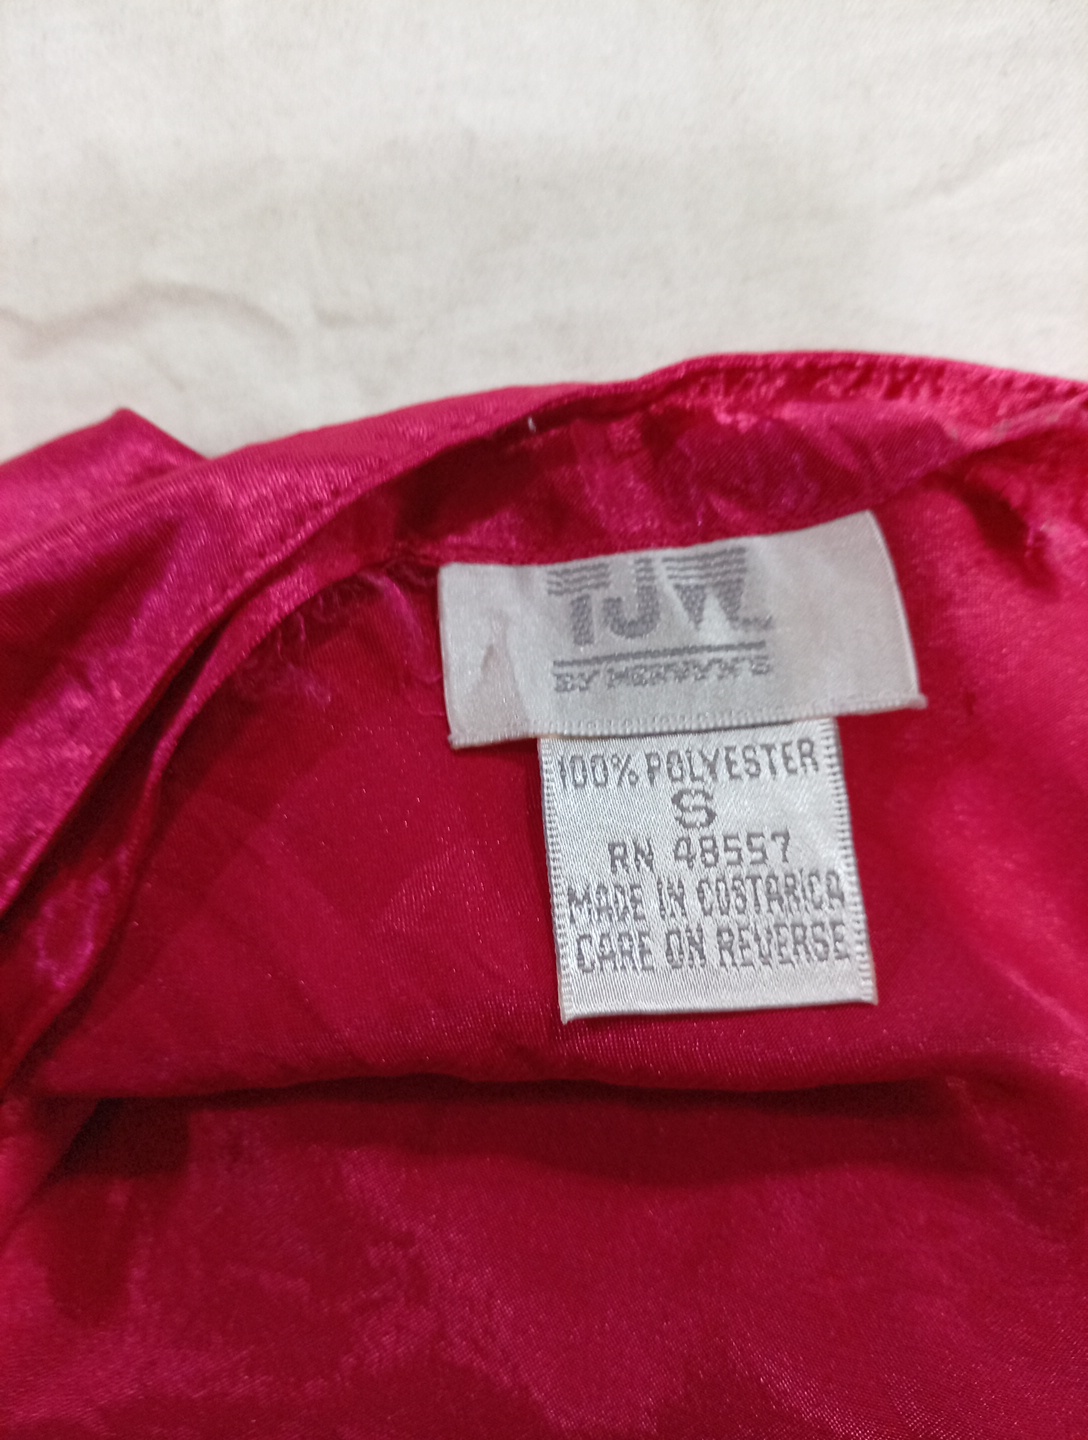 TJW.
BY MERVYN'S
100% POLYESTER
S
RN 48557
MADE IN COSTARICA
CARE ON REVERSE